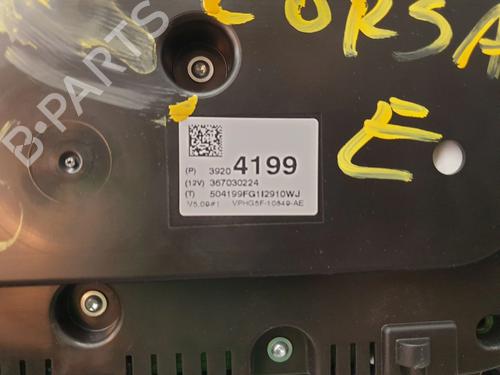 CORSA
E
B-PARTS
(P) 3920 4199
(12V) 367030224
(T) 504199FG1I2910WJ
V5.09#1 VPHG5F-10849-AE